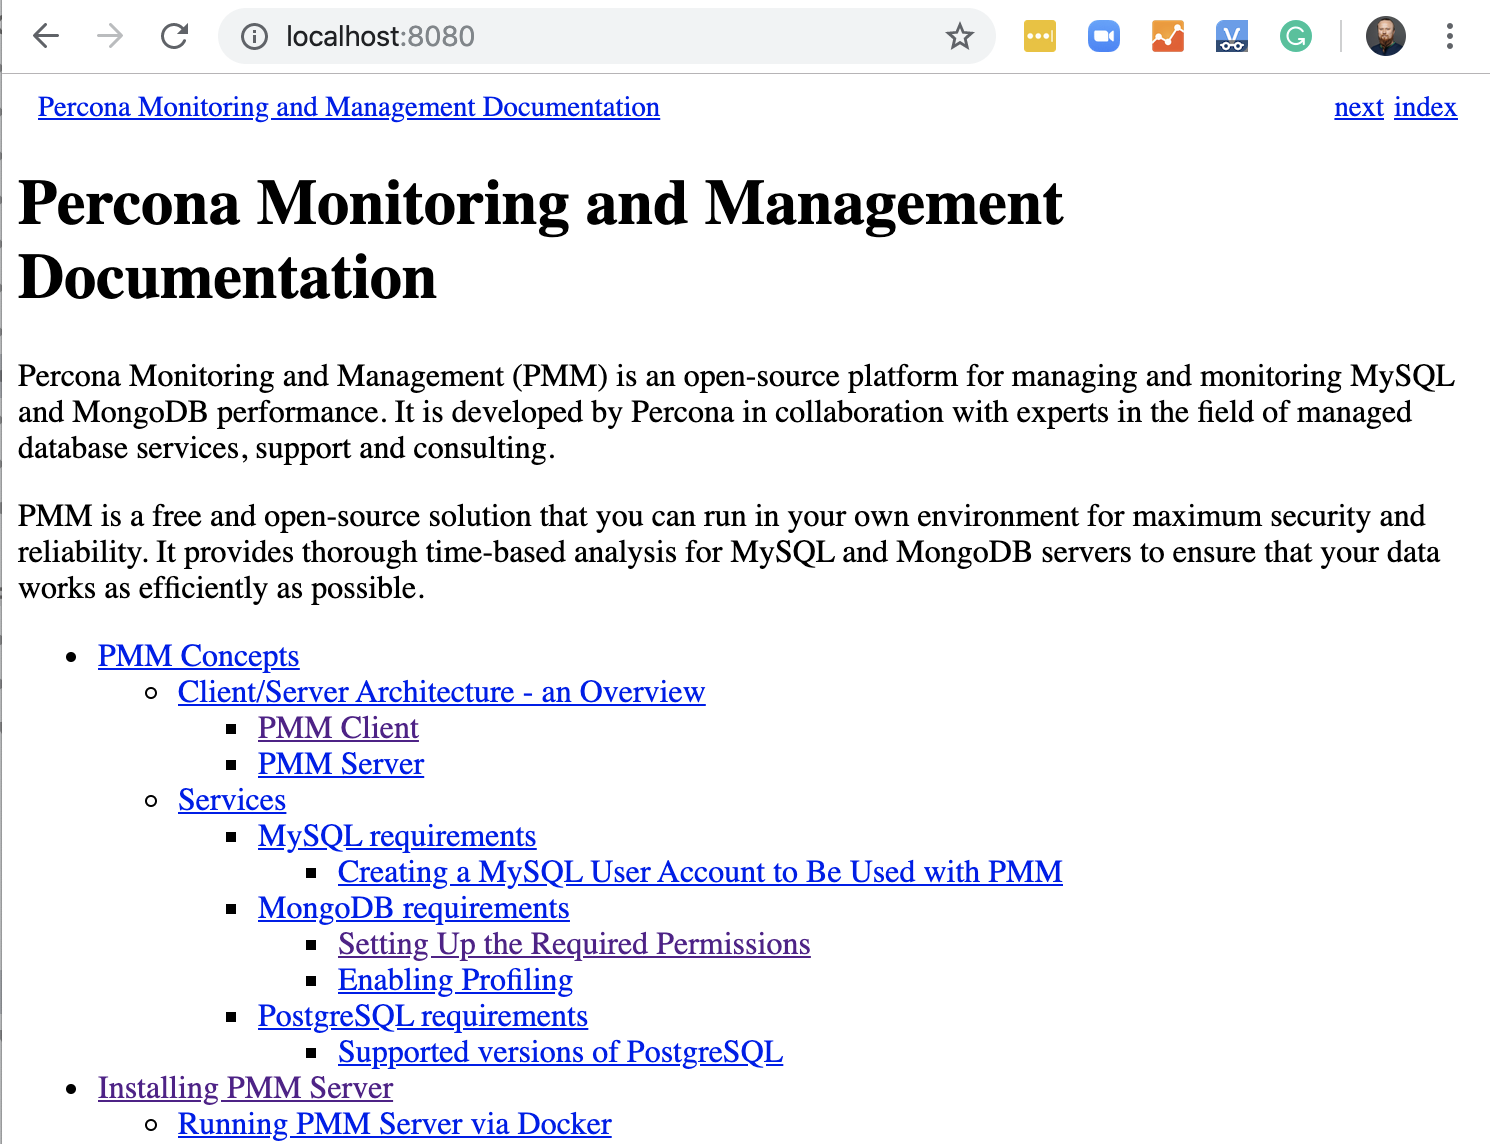 localhost:8080
Percona Monitoring and Management Documentation
next index
Percona Monitoring and Management
Documentation
Percona Monitoring and Management (PMM) is an open-source platform for managing and monitoring MySQL
and MongoDB performance. It is developed by Percona in collaboration with experts in the field of managed
database services, support and consulting.
PMM is a free and open-source solution that you can run in your own environment for maximum security and
reliability. It provides thorough time-based analysis for MySQL and MongoDB servers to ensure that your data
works as efficiently as possible.
PMM Concepts
Client/Server Architecture - an Overview
PMM Client
PMM Server
Services
MySQL requirements
Creating a MySQL User Account to Be Used with PMM
MongoDB requirements
Setting Up the Required Permissions
Enabling Profiling
PostgreSQL requirements
Supported versions of PostgreSQL
Installing PMM Server
Running PMM Server via Docker